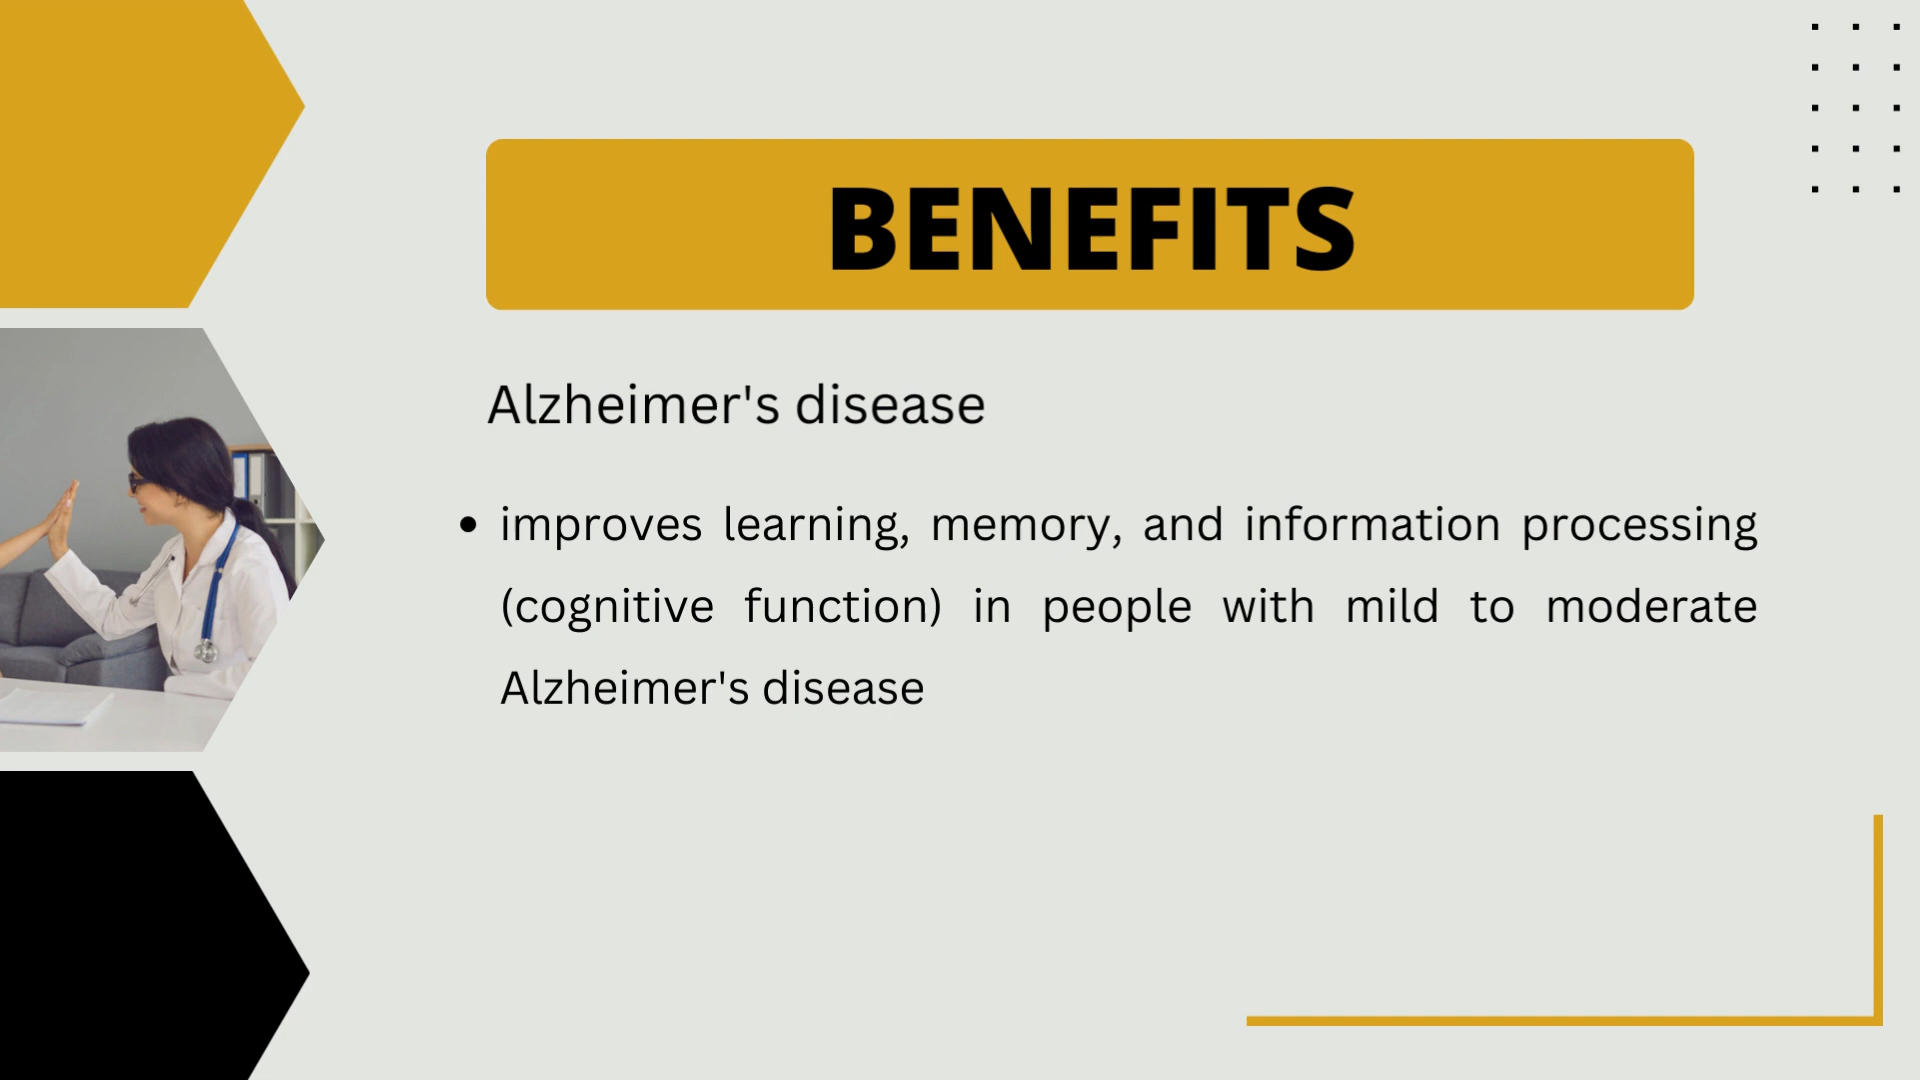 BENEFITS
Alzheimer's disease
• improves learning, memory, and information processing
(cognitive function) in people with mild to moderate
Alzheimer's disease